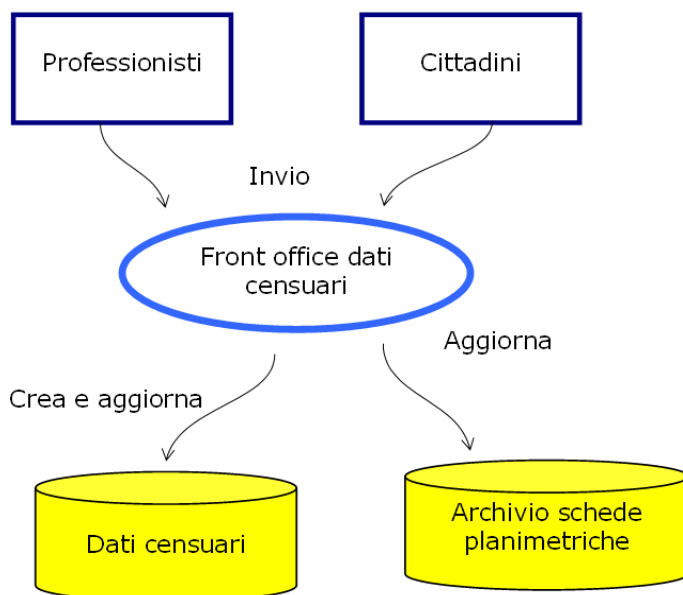 Professionisti
Cittadini
Invio
Front office dati
censuari
Aggiorna
Crea e aggiorna
Dati censuari
Archivio schede
planimetriche